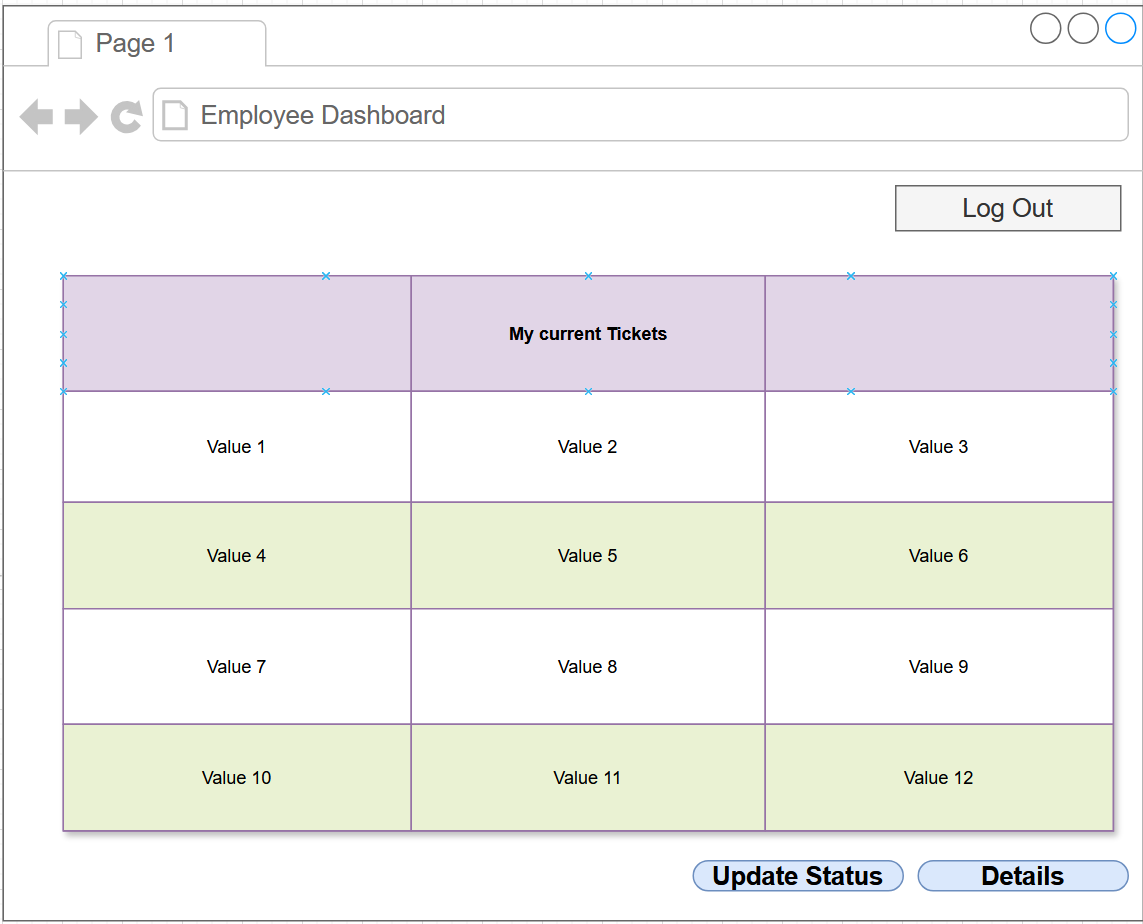 Page 1
Employee Dashboard
Log Out
My current Tickets
Value 1 Value 2 Value 3
Value 4 Value 5 Value 6
Value 7 Value 8 Value 9
Value 10 Value 11 Value 12
Update Status Details